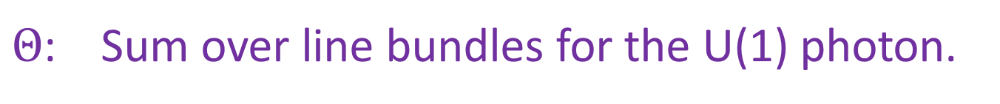 Θ: Sum over line bundles for the U(1) photon.